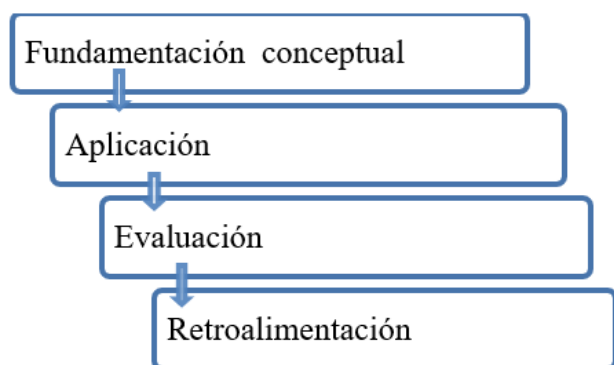 Fundamentación conceptual
Aplicación
Evaluación
Retroalimentación